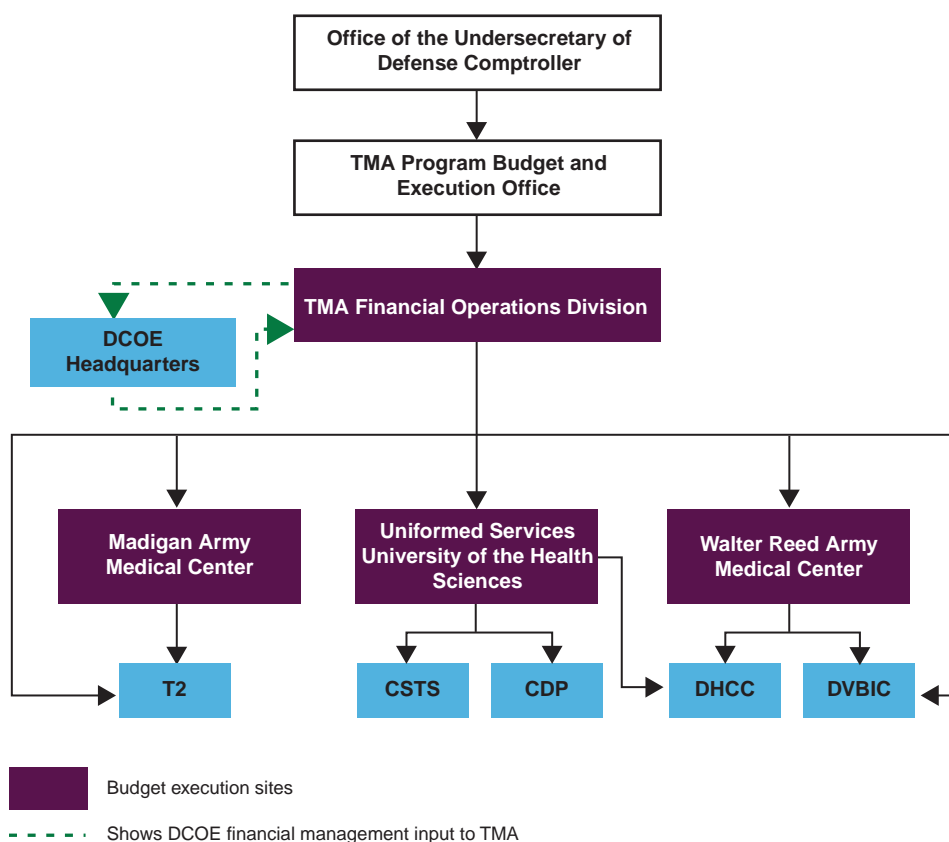 Office of the Undersecretary of
Defense Comptroller
TMA Program Budget and
Execution Office
TMA Financial Operations Division
DCOE
Headquarters
Madigan Army
Medical Center
Uniformed Services
University of the Health
Sciences
Walter Reed Army
Medical Center
T2
CSTS
CDP
DHCC
DVBIC
Budget execution sites
Shows DCOE financial management input to TMA